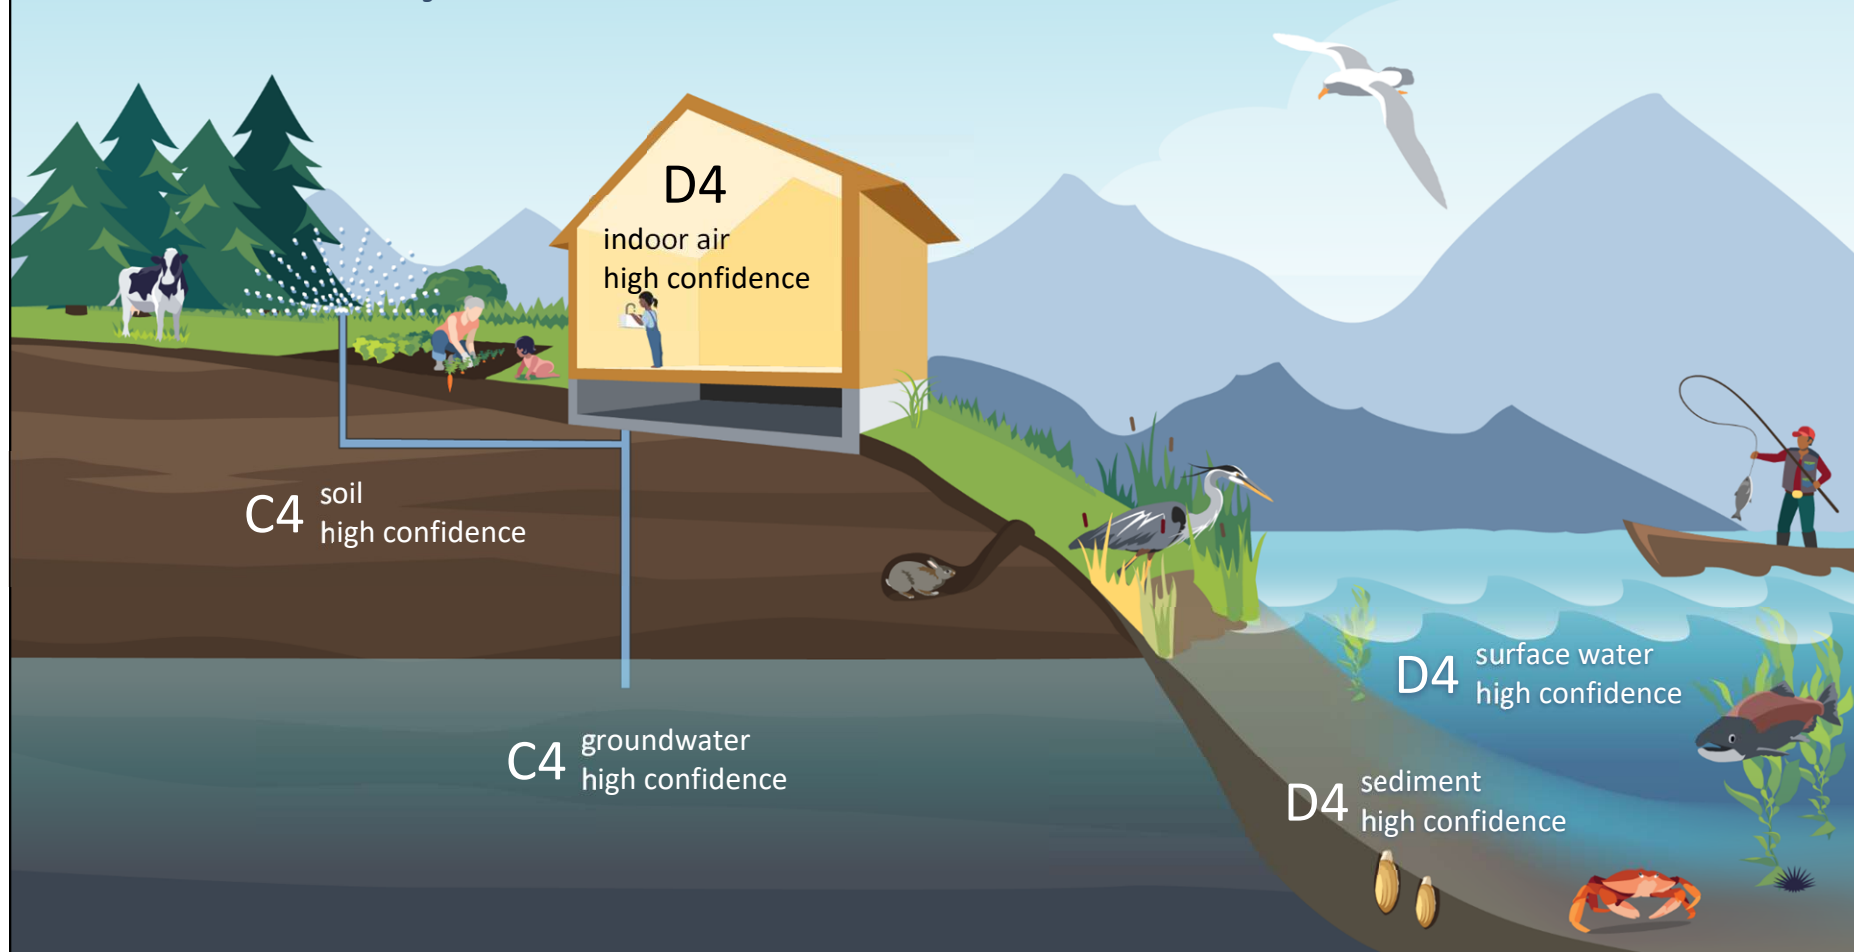 D4
indoor air
high confidence
C4
soil
high confidence
D4
surface water
high confidence
C4
groundwater
high confidence
D4
sediment
high confidence